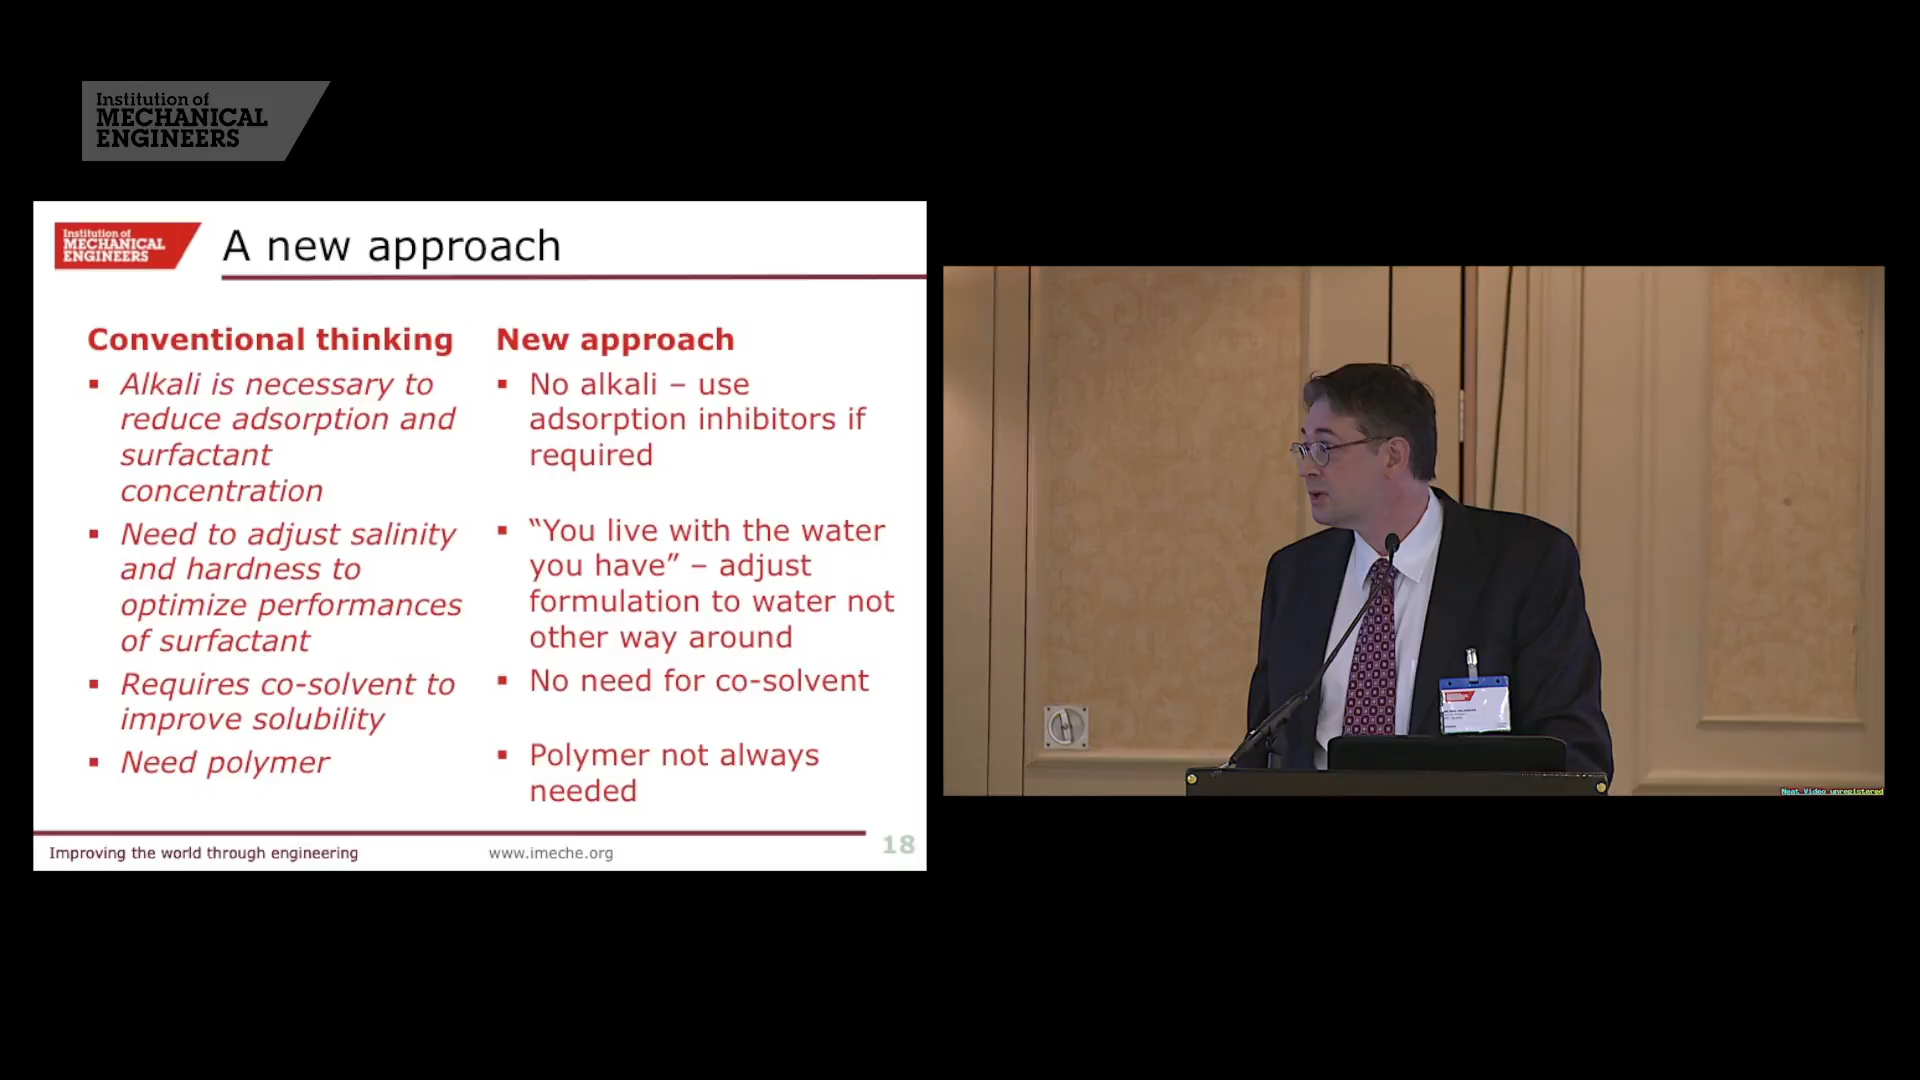 Institution of
MECHANICAL
ENGINEERS
Institution of
MECHANICAL
ENGINEERS
A new approach
Conventional thinking
▪ Alkali is necessary to
reduce adsorption and
surfactant
concentration
▪ Need to adjust salinity
and hardness to
optimize performances
of surfactant
▪ Requires co-solvent to
improve solubility
▪ Need polymer
New approach
▪ No alkali – use
adsorption inhibitors if
required
▪ “You live with the water
you have” – adjust
formulation to water not
other way around
▪ No need for co-solvent
▪ Polymer not always
needed
Improving the world through engineering
www.imeche.org
18
Neat Video unregistered